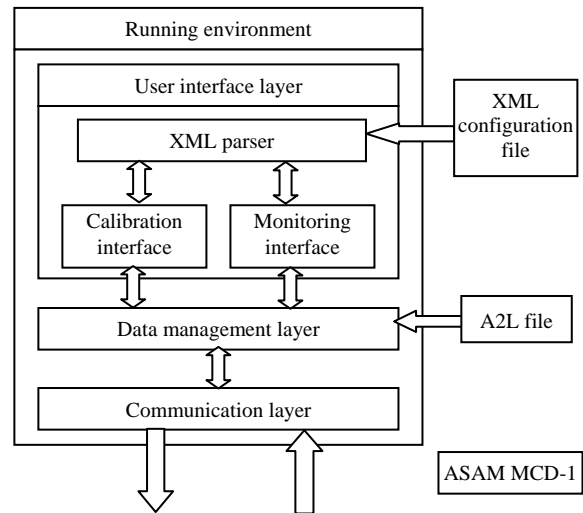 Running environment
User interface layer
XML parser
XML
configuration
file
Calibration
interface
Monitoring
interface
Data management layer
A2L file
Communication layer
ASAM MCD-1